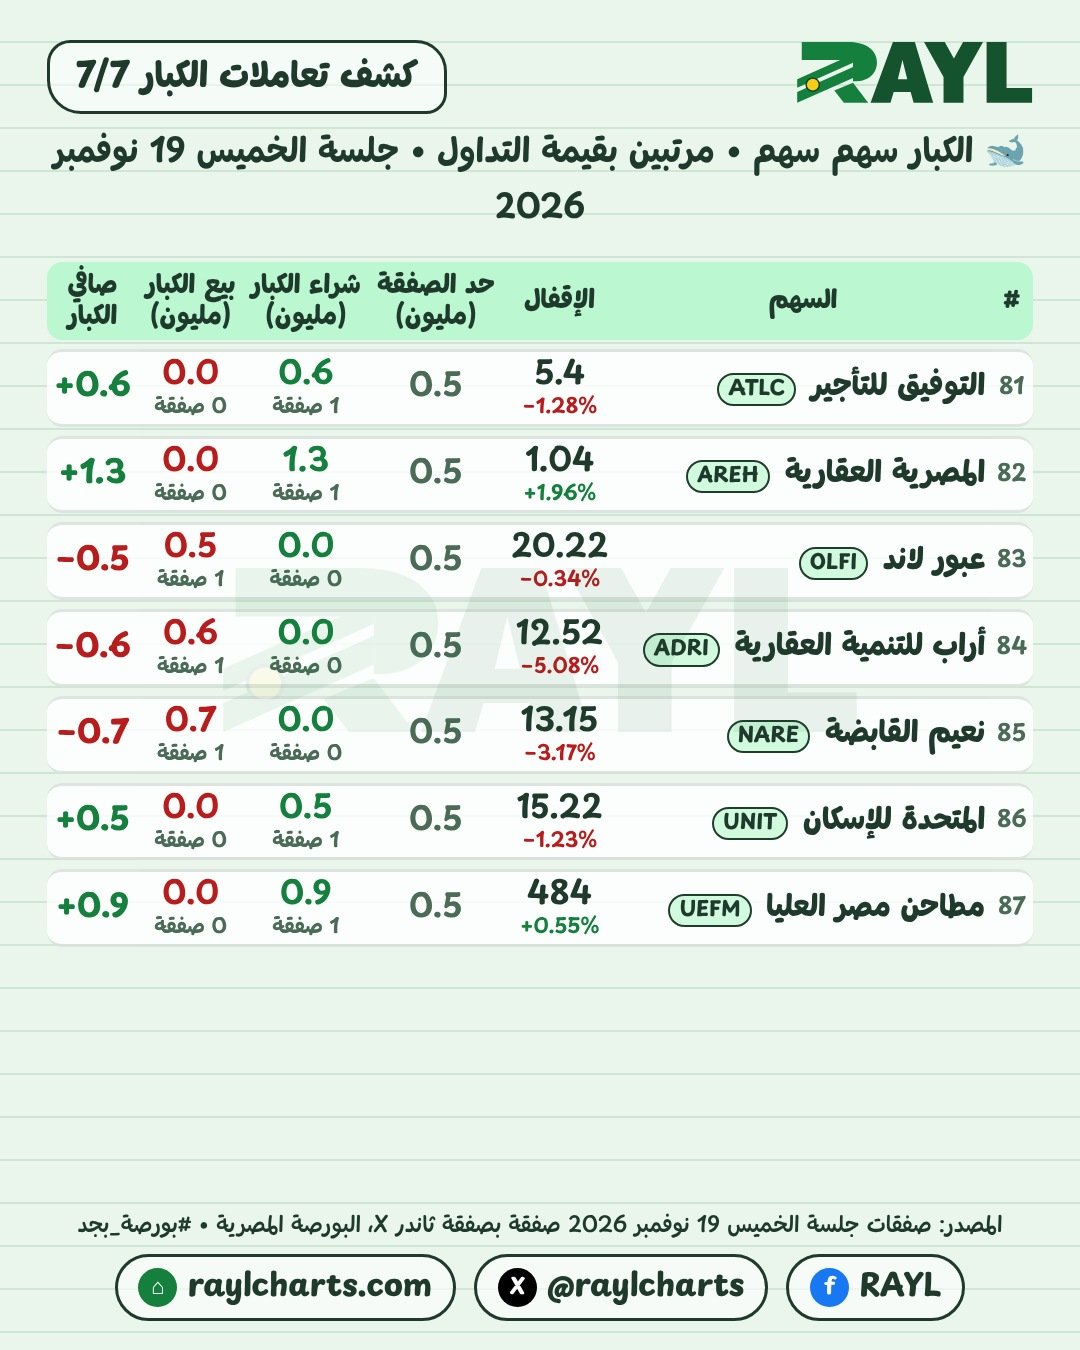 كشف تعاملات الكبار 7/7
RAYL
🐳 الكبار سهم سهم • مرتبين بقيمة التداول • جلسة الخميس 19 نوفمبر
2026
# السهم الإقفال حد الصفقة (مليون) شراء الكبار (مليون) بيع الكبار (مليون) صافي الكبار
81 التوفيق للتأجير ATLC 5.4 0.5 0.6 0.0 +0.6
−1.28% 1 صفقة 0 صفقة
82 المصرية العقارية AREH 1.04 0.5 1.3 0.0 +1.3
+1.96% 1 صفقة 0 صفقة
83 عبور لاند OLFI 20.22 0.5 0.0 0.5 −0.5
−0.34% 0 صفقة 1 صفقة
84 أراب للتنمية العقارية ADRI 12.52 0.5 0.0 0.6 −0.6
−5.08% 0 صفقة 1 صفقة
85 نعيم القابضة NARE 13.15 0.5 0.0 0.7 −0.7
−3.17% 0 صفقة 1 صفقة
86 المتحدة للإسكان UNIT 15.22 0.5 0.5 0.0 +0.5
−1.23% 1 صفقة 0 صفقة
87 مطاحن مصر العليا UEFM 484 0.5 0.9 0.0 +0.9
+0.55% 1 صفقة 0 صفقة
RAYL
المصدر: صفقات جلسة الخميس 19 نوفمبر 2026 صفقة بصفقة ثاندر X، البورصة المصرية • #بورصة_بجد
raylcharts.com
X @raylcharts
f RAYL